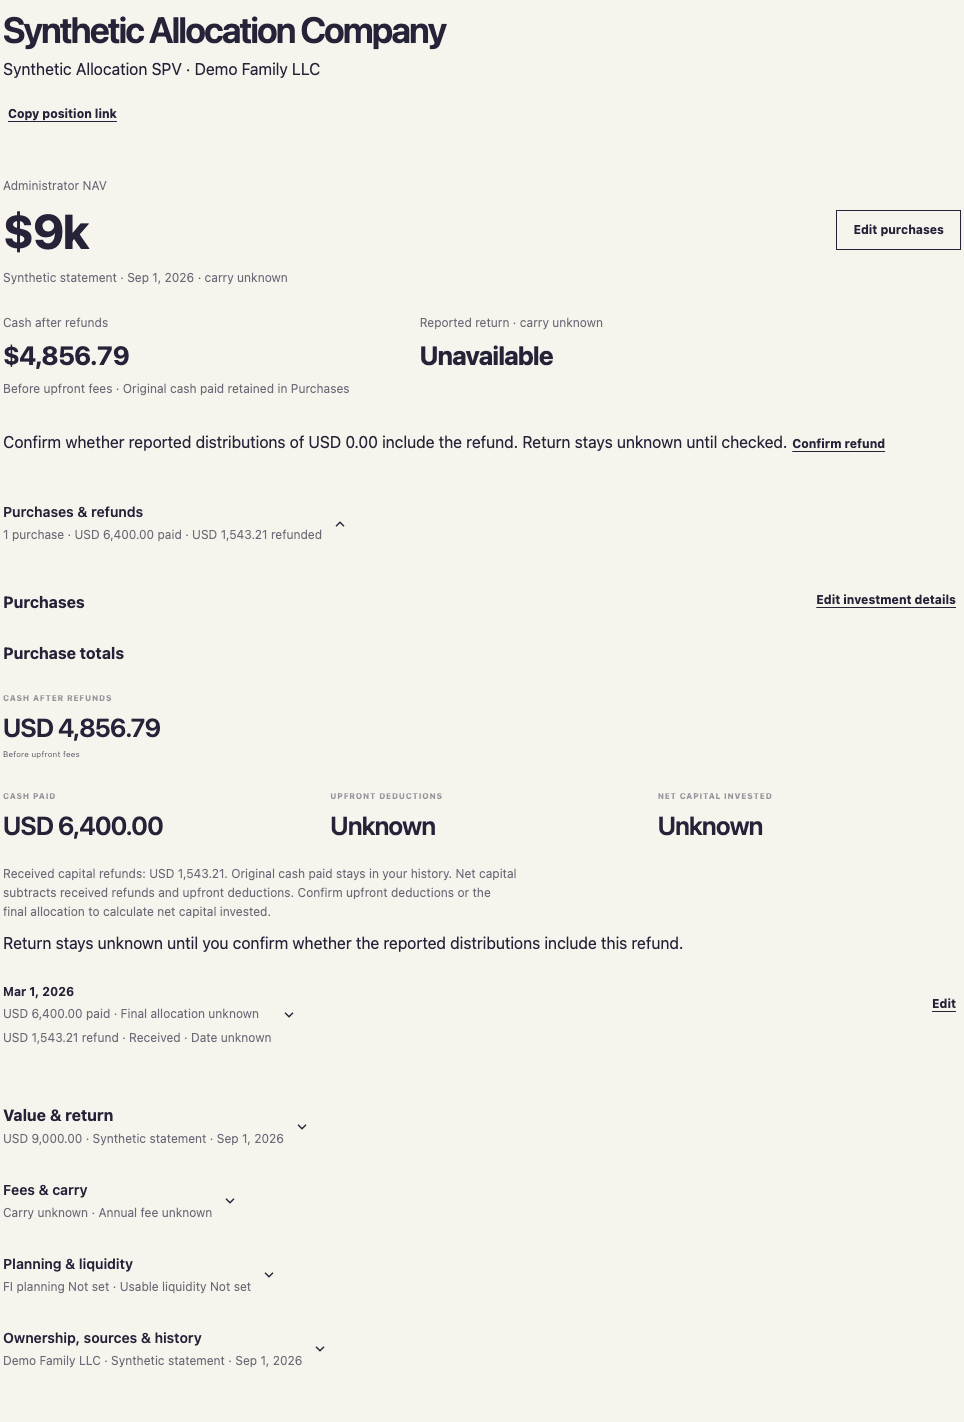 Synthetic Allocation Company
Synthetic Allocation SPV · Demo Family LLC
Copy position link
Administrator NAV
$9k
Edit purchases
Synthetic statement · Sep 1, 2026 · carry unknown
Cash after refunds
Reported return · carry unknown
$4,856.79
Unavailable
Before upfront fees · Original cash paid retained in Purchases
Confirm whether reported distributions of USD 0.00 include the refund. Return stays unknown until checked. Confirm refund
Purchases & refunds
1 purchase · USD 6,400.00 paid · USD 1,543.21 refunded
Purchases
Edit investment details
Purchase totals
CASH AFTER REFUNDS
USD 4,856.79
Before upfront fees
CASH PAID
UPFRONT DEDUCTIONS
NET CAPITAL INVESTED
USD 6,400.00
Unknown
Unknown
Received capital refunds: USD 1,543.21. Original cash paid stays in your history. Net capital
subtracts received refunds and upfront deductions. Confirm upfront deductions or the
final allocation to calculate net capital invested.
Return stays unknown until you confirm whether the reported distributions include this refund.
Mar 1, 2026
USD 6,400.00 paid · Final allocation unknown
Edit
USD 1,543.21 refund · Received · Date unknown
Value & return
USD 9,000.00 · Synthetic statement · Sep 1, 2026
Fees & carry
Carry unknown · Annual fee unknown
Planning & liquidity
FI planning Not set · Usable liquidity Not set
Ownership, sources & history
Demo Family LLC · Synthetic statement · Sep 1, 2026